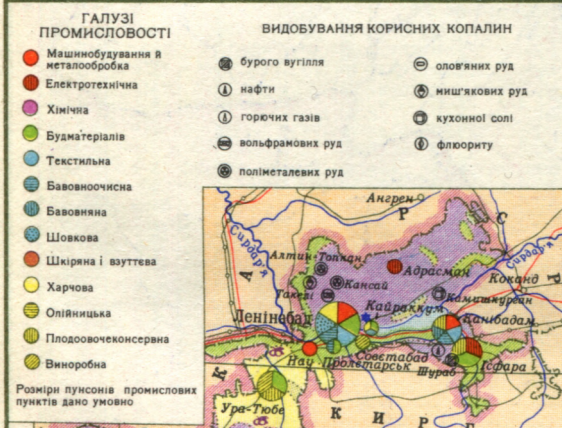 ГАЛУЗІ
ПРОМИСЛОВОСТІ
Машинобудування й
металообробка
Електротехнічна
Хімічна
Будматеріалів
Текстильна
Бавовноочисна
Бавовняна
Шовкова
Шкіряна і взуттєва
Харчова
Олійницька
Плодоовочеконсервна
Виноробна
Розміри пунсонів промислових
пунктів дано умовно
ВИДОБУВАННЯ КОРИСНИХ КОПАЛИН
бурого вугілля
нафти
горючих газів
вольфрамових руд
поліметалевих руд
олов'яних руд
миш'якових руд
кухонної солі
флюориту
Ангрен
Р С
Сирдар'я
Сирдар'я
А Р
Алтин-Топкан
Адрасман
Кансай
Такелі
Коканд
Камишкурган
Кайраккум
Ленінабад
Канібадам
Совєтабад
Нау
Пролетарськ
Шураб
Ісфара
К
Ура-Тюбе
К И Р Г